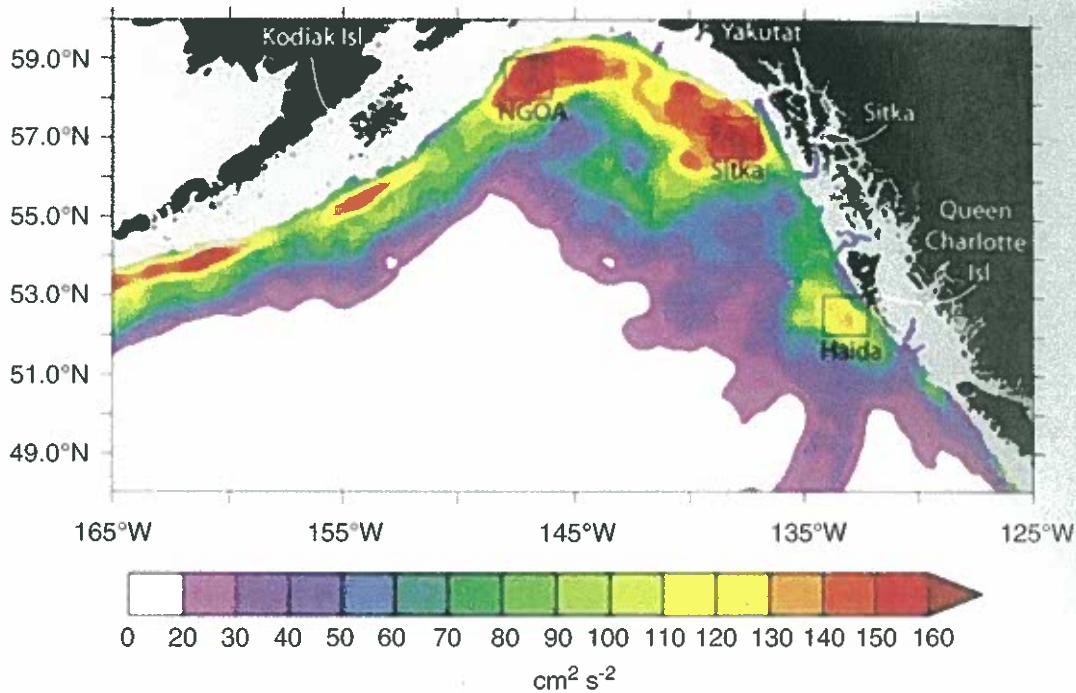 Kodiak Isl
Yakutat
59.0°N
NGOA
Sitka
57.0°N
Sitka
55.0°N
Queen
Charlotte
Isl
53.0°N
Haida
51.0°N
49.0°N
165°W 155°W 145°W 135°W 125°W
0 20 30 40 50 60 70 80 90 100 110 120 130 140 150 160
cm² s⁻²